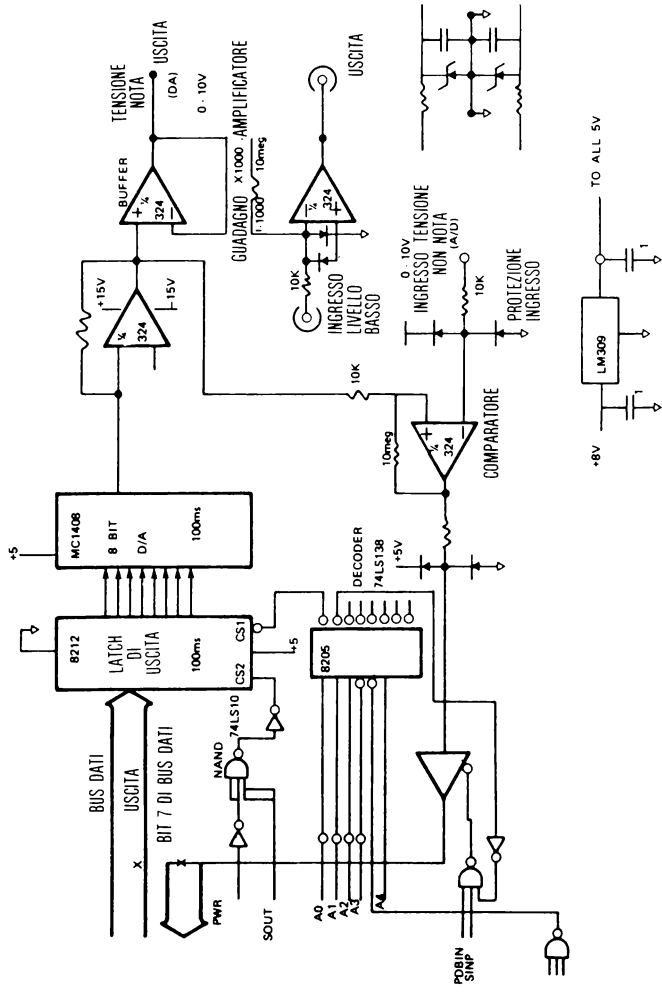 BUS DATI
USCITA
X
BIT 7 DI BUS DATI
PWR
SOUT
NAND
74LS10
+5
8212
LATCH
DI
USCITA
100ms
CS1
CS2
+5
MC1408
8 BIT
D/A
100ms
+15V
-15V
¼
324
BUFFER
+
¼
324
−
TENSIONE
NOTA
USCITA
(DA)
0 - 10V
GUADAGNO X1000 - AMPLIFICATORE
1-1000
10meg
10K
INGRESSO
LIVELLO
BASSO
−
¼
324
+
USCITA
A0
A1
A2
A3
A4
8205
DECODER
74LS138
+5V
10K
10meg
+
¼
324
−
COMPARATORE
0 - 10V
INGRESSO TENSIONE
NON NOTA
(A/D)
10K
PROTEZIONE
INGRESSO
PDBIN
SINP
+8V
1
LM309
1
TO ALL 5V